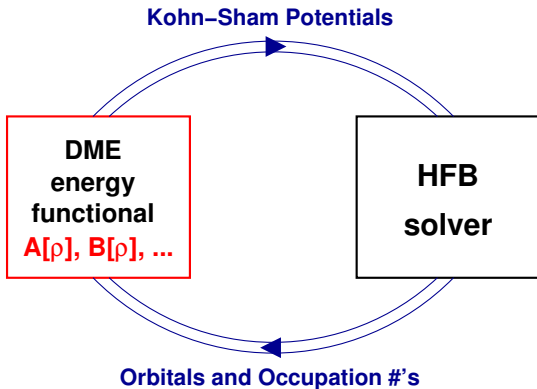 Kohn–Sham Potentials
DME
energy
functional
A[ρ], B[ρ], ...
HFB
solver
Orbitals and Occupation #'s